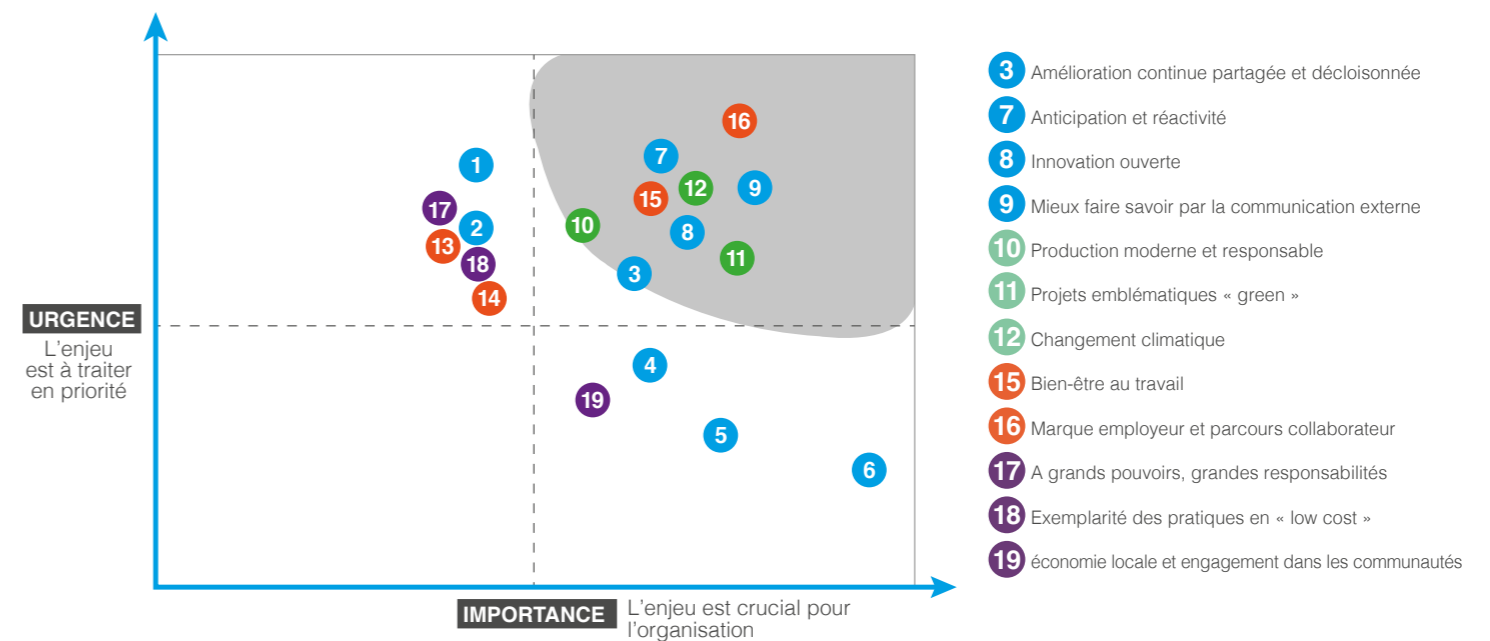 16
7
1
12
9
15
17
10
2
8
13
11
18
3
14
URGENCE
L'enjeu
est à traiter
en priorité
4
19
5
6
IMPORTANCE
L'enjeu est crucial pour
l'organisation
3 Amélioration continue partagée et décloisonnée
7 Anticipation et réactivité
8 Innovation ouverte
9 Mieux faire savoir par la communication externe
10 Production moderne et responsable
11 Projets emblématiques « green »
12 Changement climatique
15 Bien-être au travail
16 Marque employeur et parcours collaborateur
17 A grands pouvoirs, grandes responsabilités
18 Exemplarité des pratiques en « low cost »
19 économie locale et engagement dans les communautés